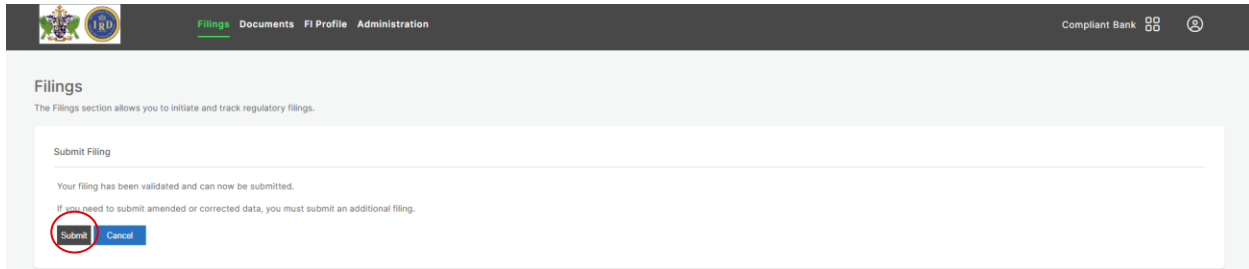 IRD
Filings Documents FI Profile Administration
Compliant Bank
Filings
The Filings section allows you to initiate and track regulatory filings.
Submit Filing
Your filing has been validated and can now be submitted.
If you need to submit amended or corrected data, you must submit an additional filing.
Submit Cancel